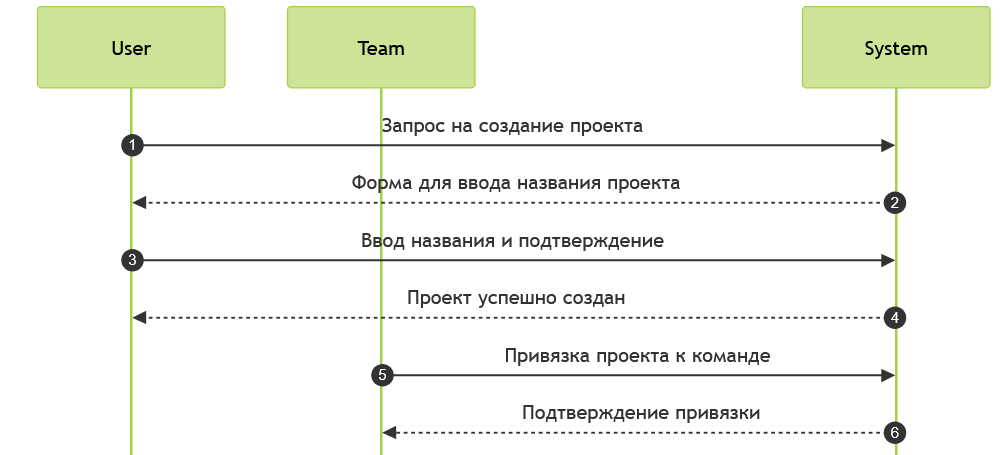 User Team System
Запрос на создание проекта
1
Форма для ввода названия проекта
2
Ввод названия и подтверждение
3
Проект успешно создан
4
Привязка проекта к команде
5
Подтверждение привязки
6